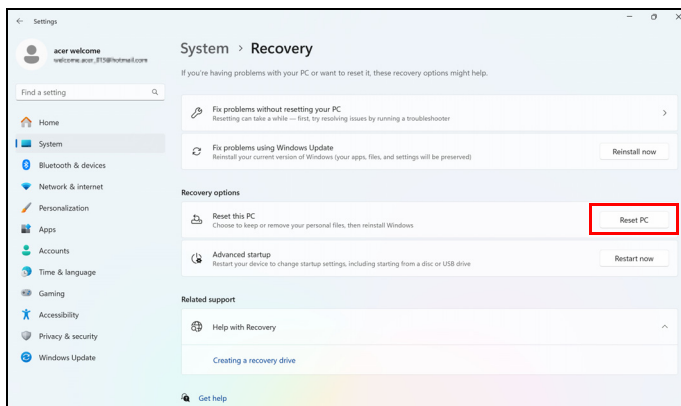 Settings
acer welcome
welcome.acer_815@hotmail.com
Find a setting
Home
System
Bluetooth & devices
Network & internet
Personalization
Apps
Accounts
Time & language
Gaming
Accessibility
Privacy & security
Windows Update
System > Recovery
If you're having problems with your PC or want to reset it, these recovery options might help.
Fix problems without resetting your PC
Resetting can take a while — first, try resolving issues by running a troubleshooter
Fix problems using Windows Update
Reinstall your current version of Windows (your apps, files, and settings will be preserved)
Reinstall now
Recovery options
Reset this PC
Choose to keep or remove your personal files, then reinstall Windows
Reset PC
Advanced startup
Restart your device to change startup settings, including starting from a disc or USB drive
Restart now
Related support
Help with Recovery
Creating a recovery drive
Get help